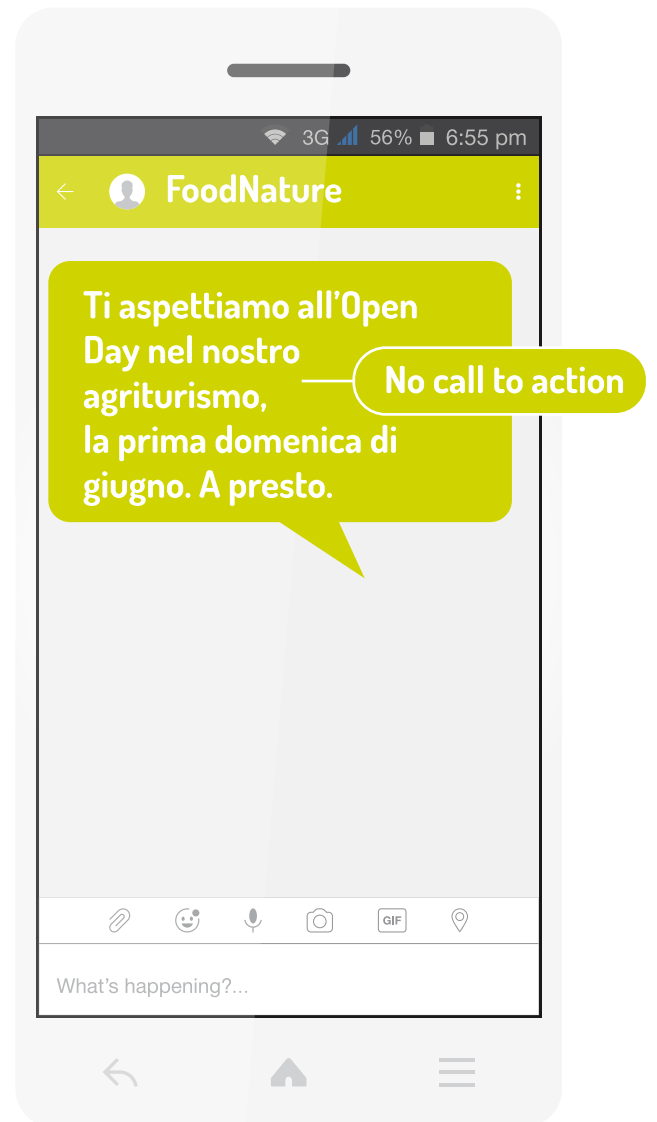 3G 56% 6:55 pm
FoodNature
Ti aspettiamo all’Open
Day nel nostro
agriturismo,
la prima domenica di
giugno. A presto.
No call to action
GIF
What’s happening?...